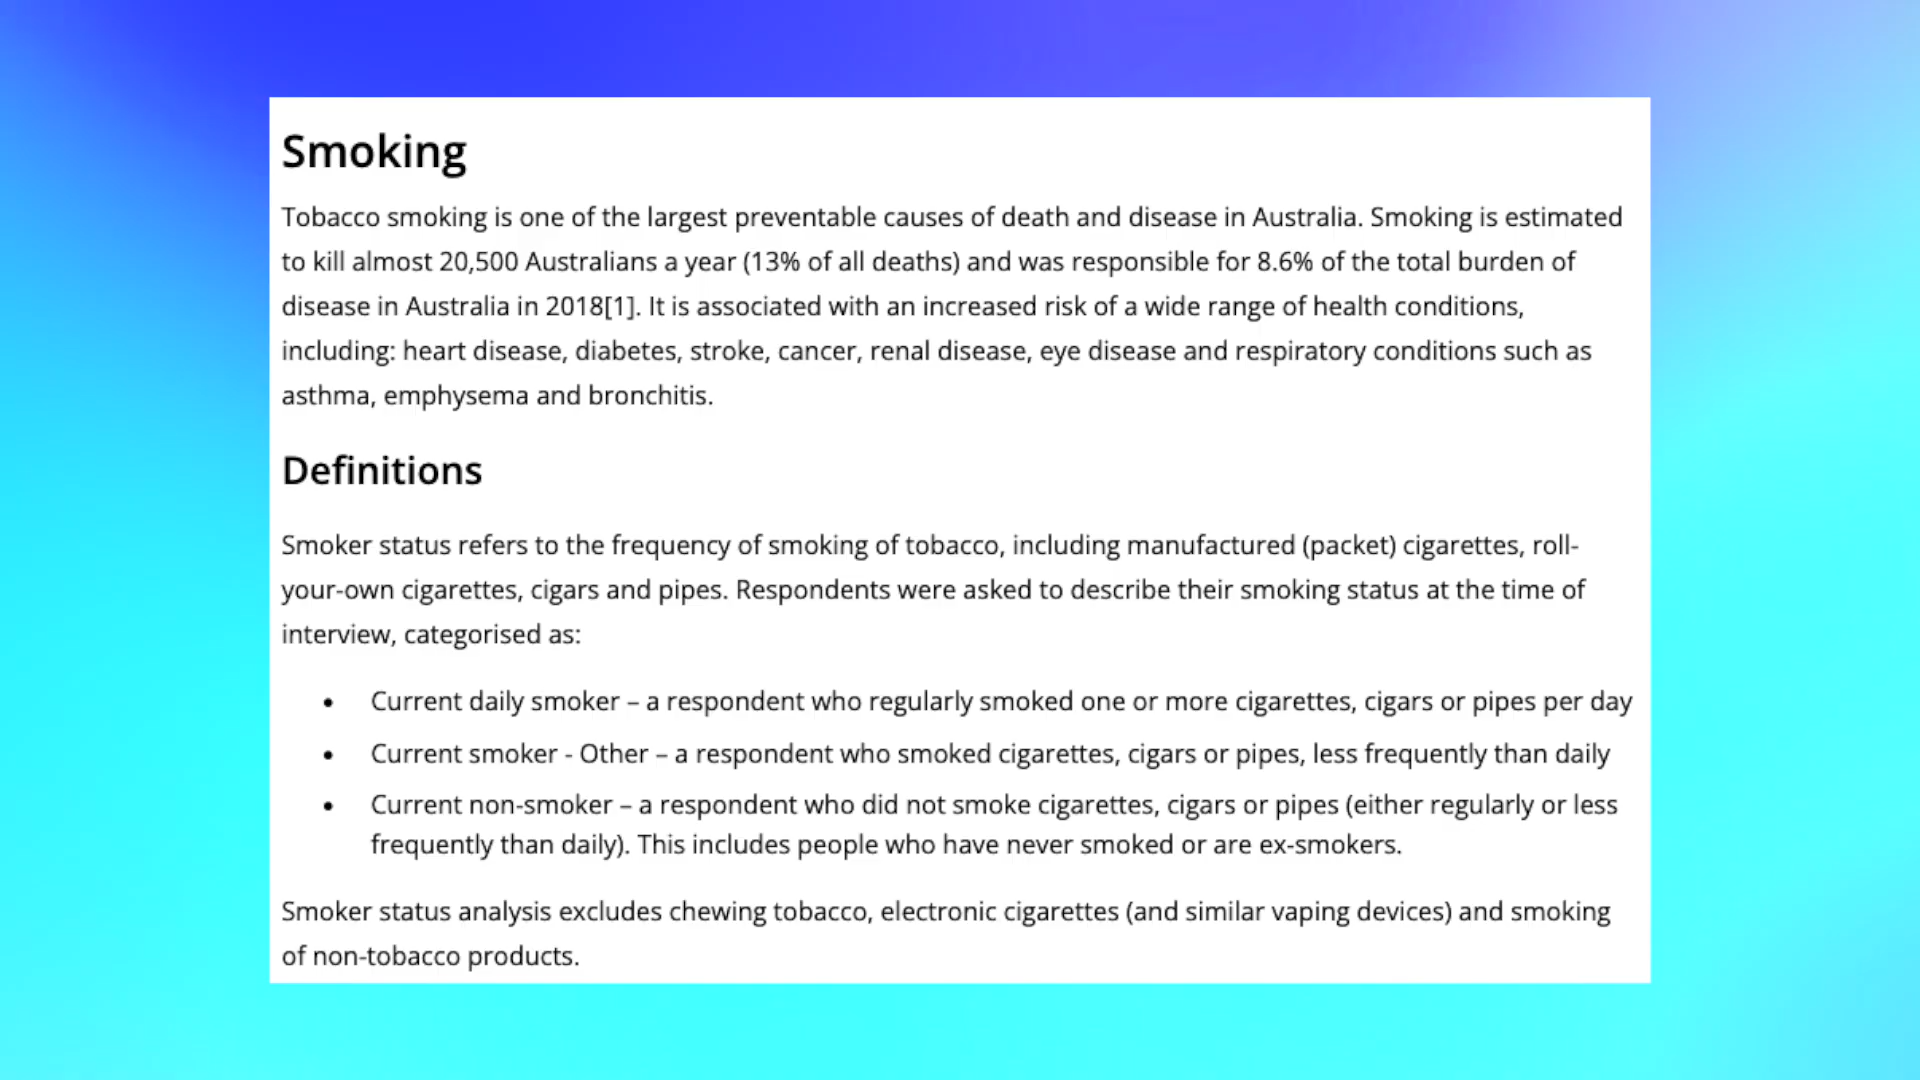 Smoking
Tobacco smoking is one of the largest preventable causes of death and disease in Australia. Smoking is estimated
to kill almost 20,500 Australians a year (13% of all deaths) and was responsible for 8.6% of the total burden of
disease in Australia in 2018[1]. It is associated with an increased risk of a wide range of health conditions,
including: heart disease, diabetes, stroke, cancer, renal disease, eye disease and respiratory conditions such as
asthma, emphysema and bronchitis.
Definitions
Smoker status refers to the frequency of smoking of tobacco, including manufactured (packet) cigarettes, roll-
your-own cigarettes, cigars and pipes. Respondents were asked to describe their smoking status at the time of
interview, categorised as:
• Current daily smoker – a respondent who regularly smoked one or more cigarettes, cigars or pipes per day
• Current smoker - Other – a respondent who smoked cigarettes, cigars or pipes, less frequently than daily
• Current non-smoker – a respondent who did not smoke cigarettes, cigars or pipes (either regularly or less
frequently than daily). This includes people who have never smoked or are ex-smokers.
Smoker status analysis excludes chewing tobacco, electronic cigarettes (and similar vaping devices) and smoking
of non-tobacco products.